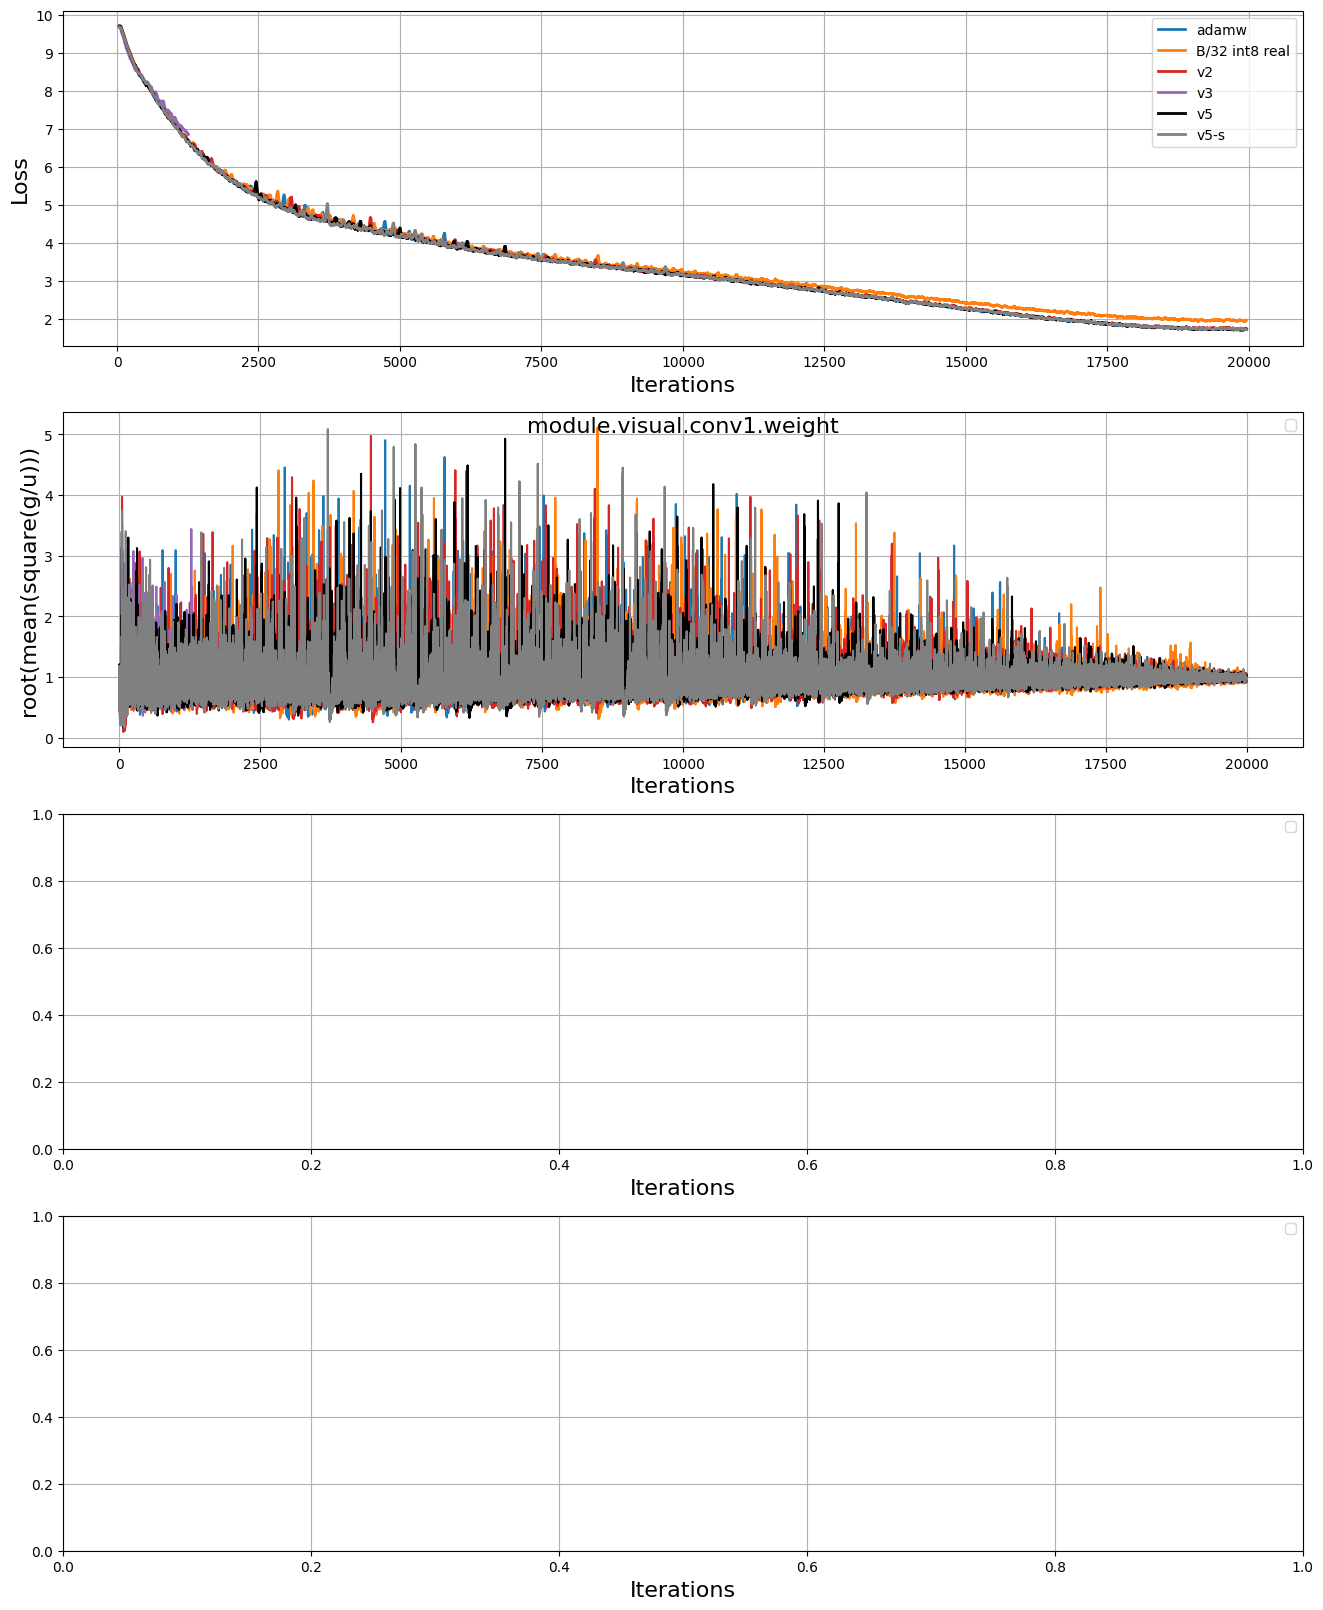 10
9
8
7
6
5
4
3
2
Loss
adamw
B/32 int8 real
v2
v3
v5
v5-s
0 2500 5000 7500 10000 12500 15000 17500 20000
Iterations
module.visual.conv1.weight
5
4
3
2
1
0
root(mean(square(g/u)))
0 2500 5000 7500 10000 12500 15000 17500 20000
Iterations
1.0
0.8
0.6
0.4
0.2
0.0
0.0 0.2 0.4 0.6 0.8 1.0
Iterations
1.0
0.8
0.6
0.4
0.2
0.0
0.0 0.2 0.4 0.6 0.8 1.0
Iterations